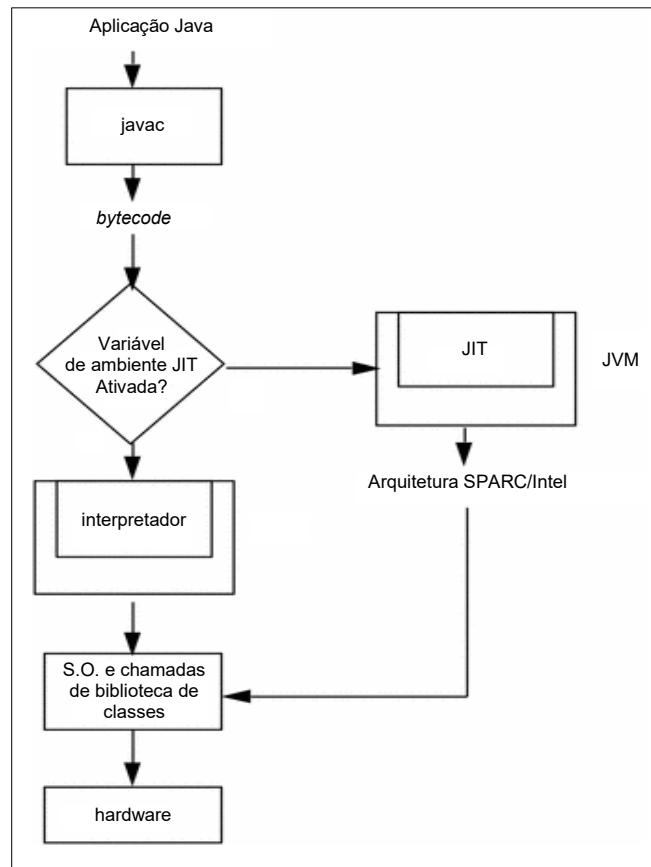 Aplicação Java
javac
bytecode
Variável
de ambiente JIT
Ativada?
JIT
JVM
Arquitetura SPARC/Intel
interpretador
S.O. e chamadas
de biblioteca de
classes
hardware